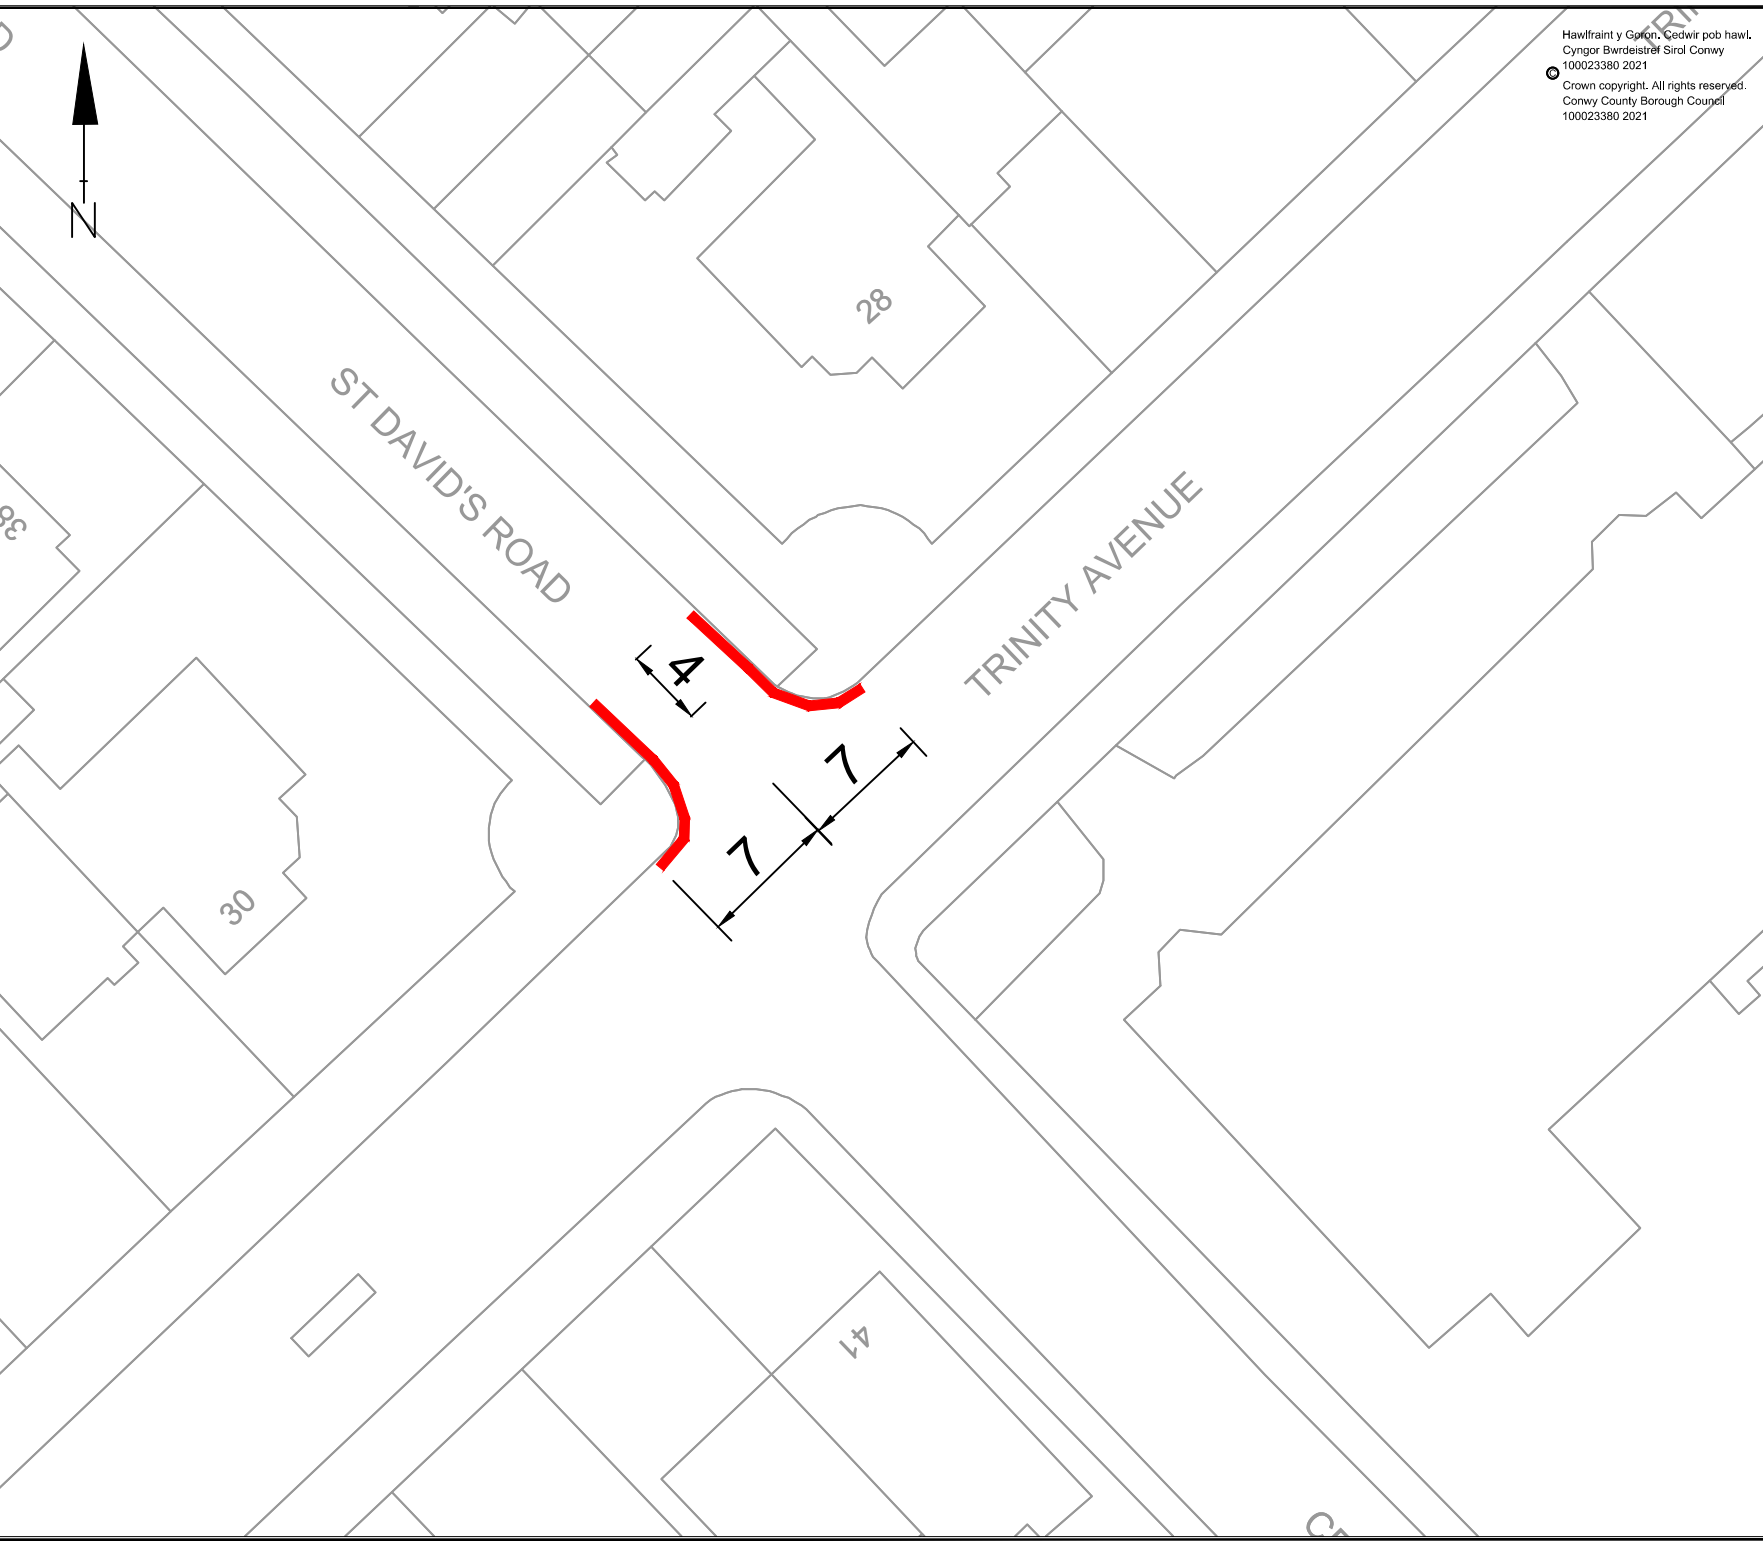 Hawlfraint y Goron. Cedwir pob hawl.
Cyngor Bwrdeistref Sirol Conwy
100023380 2021
©
Crown copyright. All rights reserved.
Conwy County Borough Council
100023380 2021
N
28
ST DAVID'S ROAD
TRINITY AVENUE
38
4
7
7
30
41